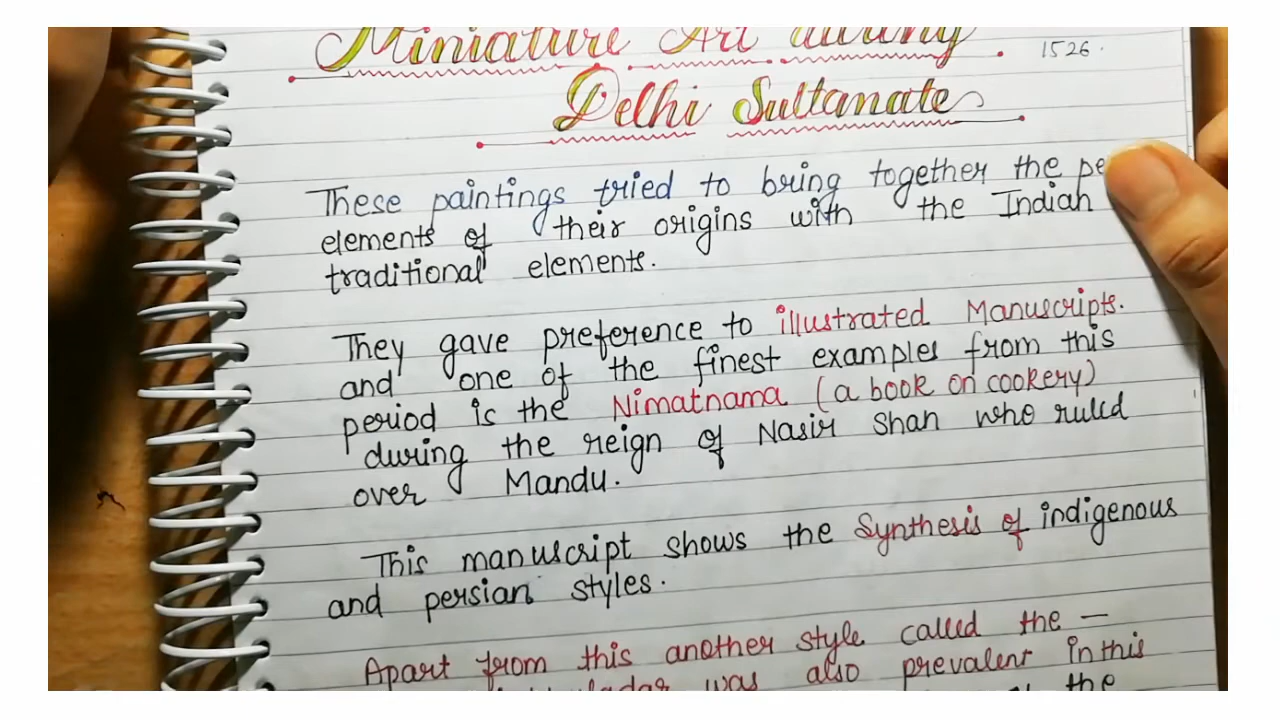 Miniature Art during
1526.
Delhi Sultanate
These paintings tried to bring together the
elements of their origins with the Indian
traditional elements.
They gave preference to illustrated Manuscripts.
and one of the finest examples from this
period is the Nimatnama (a book on cookery)
during the reign of Nasir Shah who ruled
over Mandu.
This manuscript shows the Synthesis of indigenous
and persian styles.
Apart from this another style called the —
was also prevalent in this
the